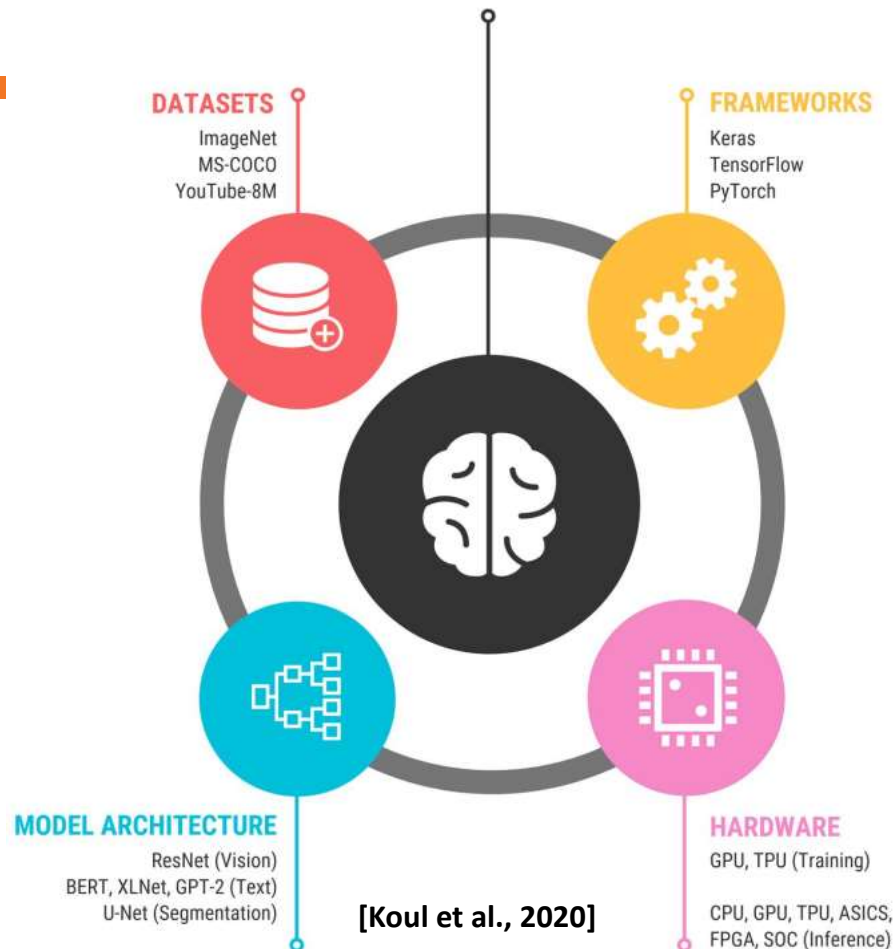 DATASETS
ImageNet
MS-COCO
YouTube-8M
FRAMEWORKS
Keras
TensorFlow
PyTorch
MODEL ARCHITECTURE
ResNet (Vision)
BERT, XLNet, GPT-2 (Text)
U-Net (Segmentation)
[Koul et al., 2020]
HARDWARE
GPU, TPU (Training)
CPU, GPU, TPU, ASICS,
FPGA, SOC (Inference)